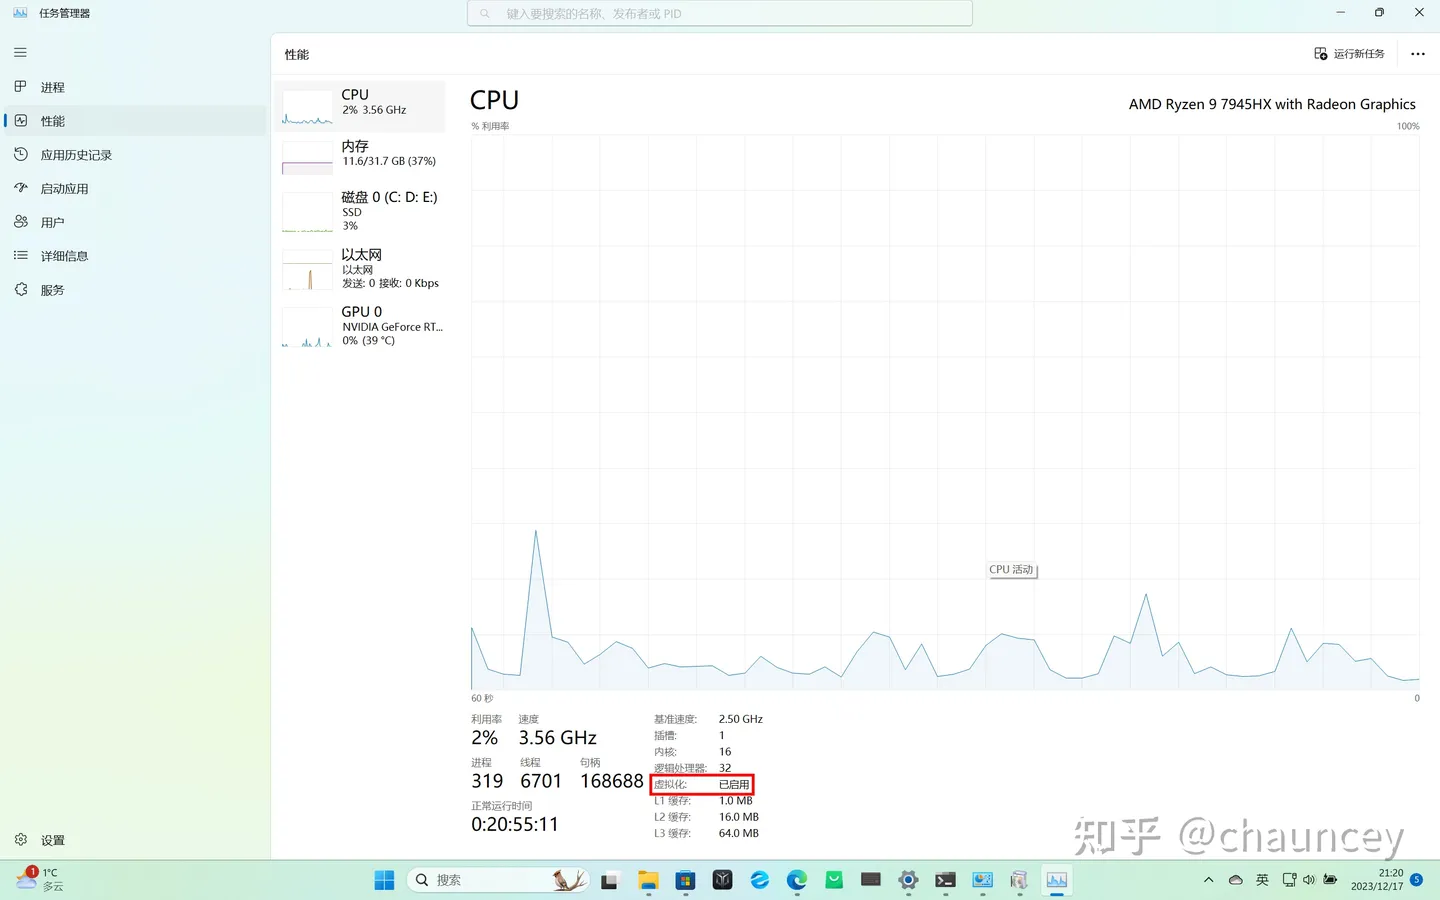 任务管理器
键入要搜索的名称、发布者或 PID
进程
性能
应用历史记录
启动应用
用户
详细信息
服务
设置
性能
运行新任务
CPU
2% 3.56 GHz
内存
11.6/31.7 GB (37%)
磁盘 0 (C: D: E:)
SSD
3%
以太网
以太网
发送: 0 接收: 0 Kbps
GPU 0
NVIDIA GeForce RT...
0% (39 °C)
CPU
AMD Ryzen 9 7945HX with Radeon Graphics
% 利用率
100%
CPU 活动
60 秒
0
利用率
速度
2%
3.56 GHz
进程
线程
句柄
319
6701
168688
正常运行时间
0:20:55:11
基准速度: 2.50 GHz
插槽: 1
内核: 16
逻辑处理器: 32
虚拟化: 已启用
L1 缓存: 1.0 MB
L2 缓存: 16.0 MB
L3 缓存: 64.0 MB
知乎 @chauncey
1
1°C
多云
搜索
英
21:20
2023/12/17
5